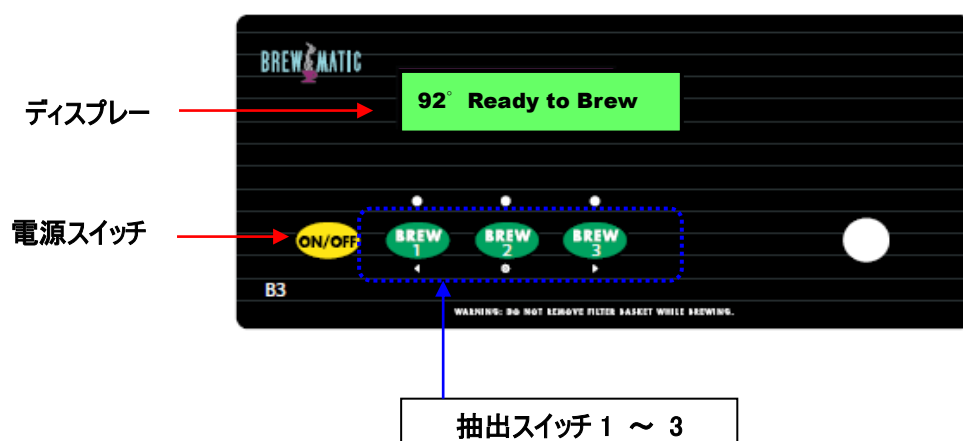 BREW MATIC
ディスプレー
92° Ready to Brew
電源スイッチ
ON/OFF
BREW 1
BREW 2
BREW 3
B3
WARNING: DO NOT REMOVE FILTER BASKET WHILE BREWING.
抽出スイッチ 1 ～ 3